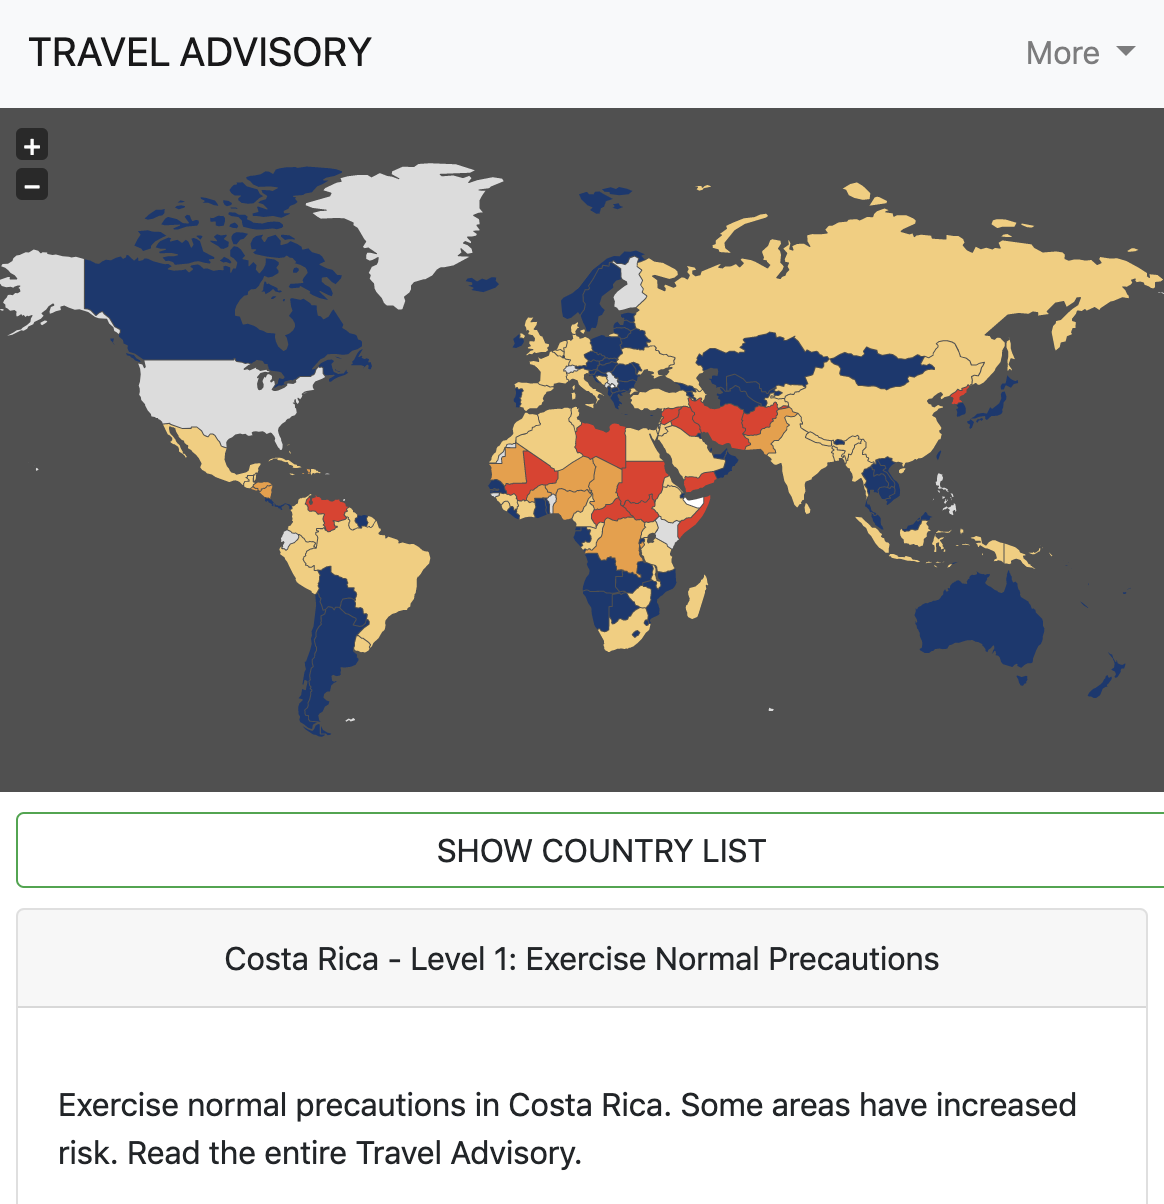 TRAVEL ADVISORY
More
+
−
SHOW COUNTRY LIST
Costa Rica - Level 1: Exercise Normal Precautions
Exercise normal precautions in Costa Rica. Some areas have increased
risk. Read the entire Travel Advisory.